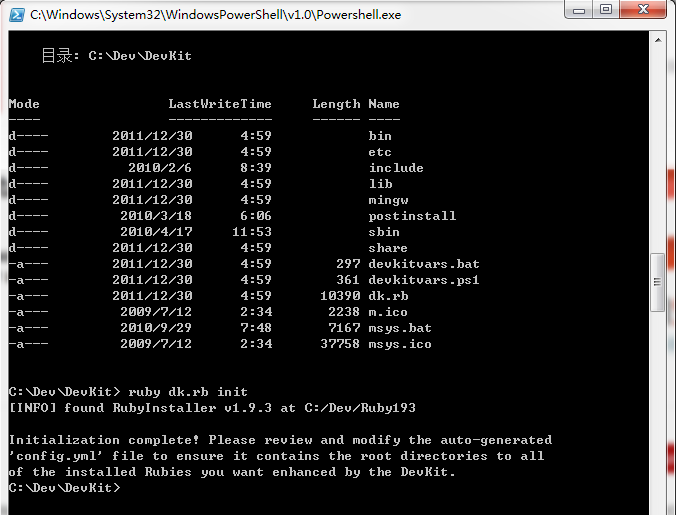 C:\Windows\System32\WindowsPowerShell\v1.0\Powershell.exe
目录: C:\Dev\DevKit
Mode                LastWriteTime     Length Name
----                -------------     ------ ----
d----        2011/12/30      4:59            bin
d----        2011/12/30      4:59            etc
d----          2010/2/6      8:39            include
d----        2011/12/30      4:59            lib
d----        2011/12/30      4:59            mingw
d----         2010/3/18      6:06            postinstall
d----         2010/4/17     11:53            sbin
d----        2011/12/30      4:59            share
-a---        2011/12/30      4:59        297 devkitvars.bat
-a---        2011/12/30      4:59        361 devkitvars.ps1
-a---        2011/12/30      4:59      10390 dk.rb
-a---         2009/7/12      2:34       2238 m.ico
-a---         2010/9/29      7:48       7167 msys.bat
-a---         2009/7/12      2:34      37758 msys.ico
C:\Dev\DevKit> ruby dk.rb init
[INFO] found RubyInstaller v1.9.3 at C:/Dev/Ruby193
Initialization complete! Please review and modify the auto-generated
'config.yml' file to ensure it contains the root directories to all
of the installed Rubies you want enhanced by the DevKit.
C:\Dev\DevKit>